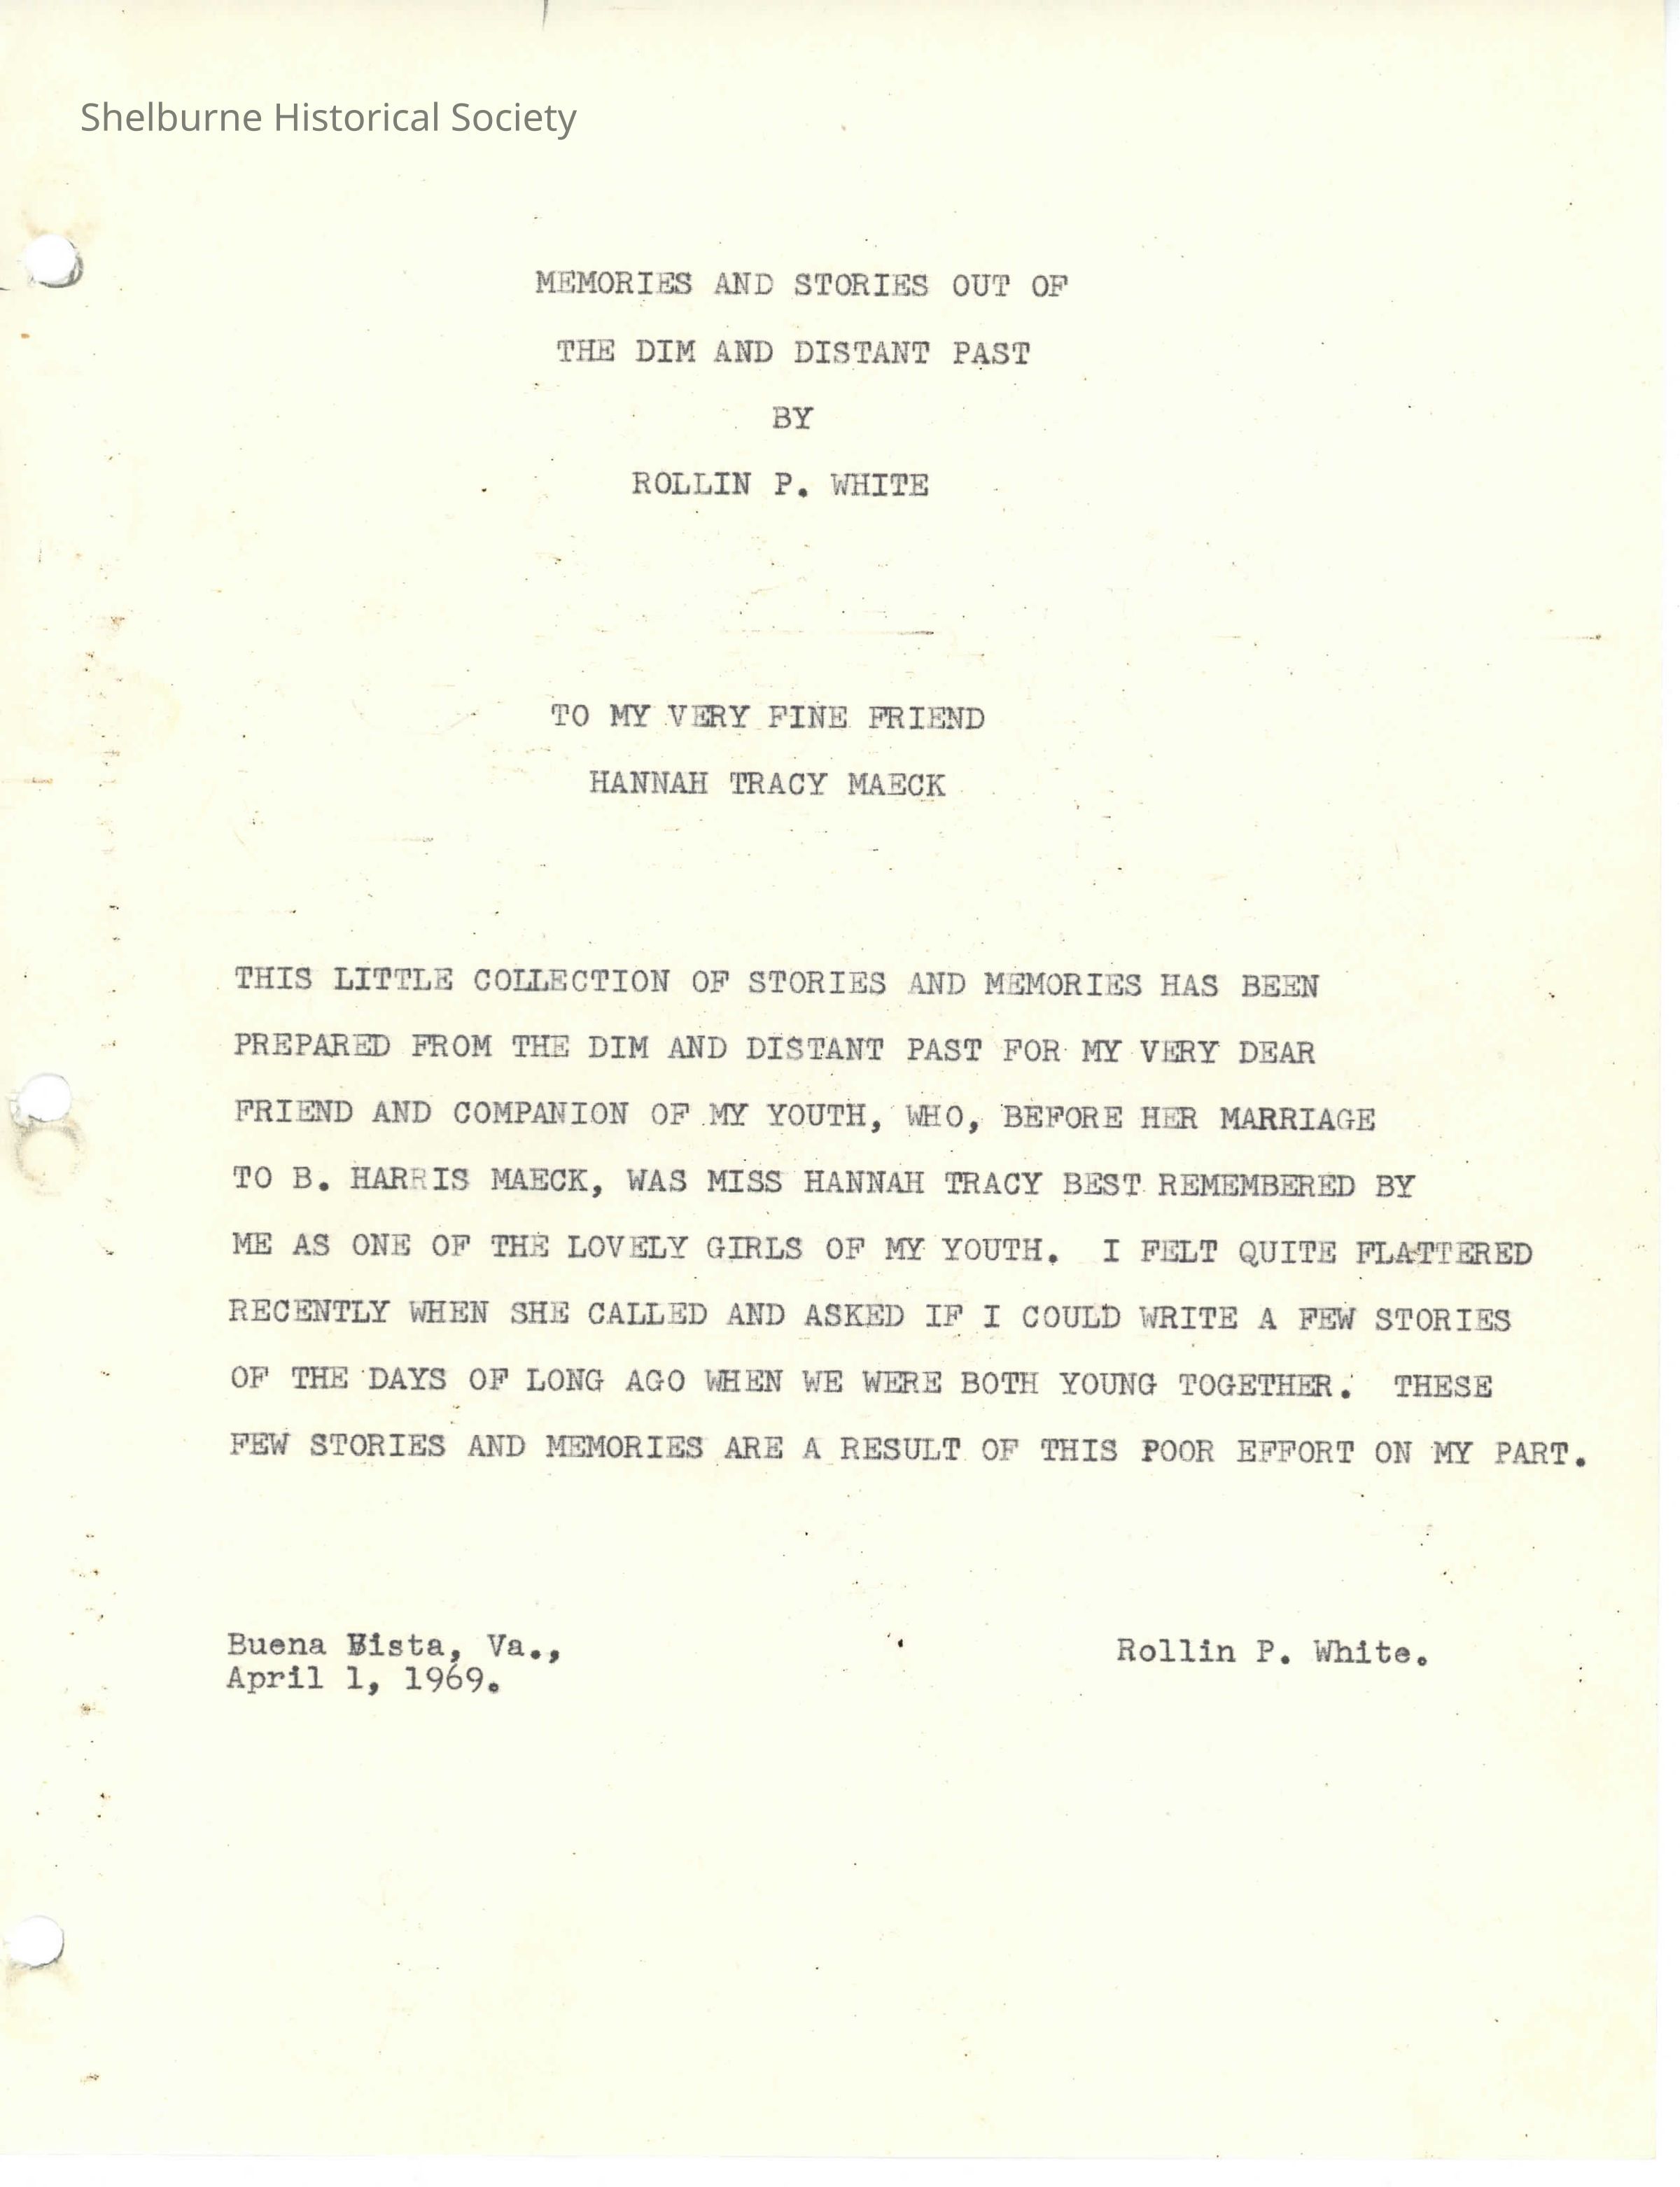 Shelburne Historical Society
MEMORIES AND STORIES OUT OF
THE DIM AND DISTANT PAST
BY
ROLLIN P. WHITE
TO MY VERY FINE FRIEND
HANNAH TRACY MAECK
THIS LITTLE COLLECTION OF STORIES AND MEMORIES HAS BEEN
PREPARED FROM THE DIM AND DISTANT PAST FOR MY VERY DEAR
FRIEND AND COMPANION OF MY YOUTH, WHO, BEFORE HER MARRIAGE
TO B. HARRIS MAECK, WAS MISS HANNAH TRACY BEST REMEMBERED BY
ME AS ONE OF THE LOVELY GIRLS OF MY YOUTH. I FELT QUITE FLATTERED
RECENTLY WHEN SHE CALLED AND ASKED IF I COULD WRITE A FEW STORIES
OF THE DAYS OF LONG AGO WHEN WE WERE BOTH YOUNG TOGETHER. THESE
FEW STORIES AND MEMORIES ARE A RESULT OF THIS POOR EFFORT ON MY PART.
Buena Vista, Va., Rollin P. White.
April 1, 1969.